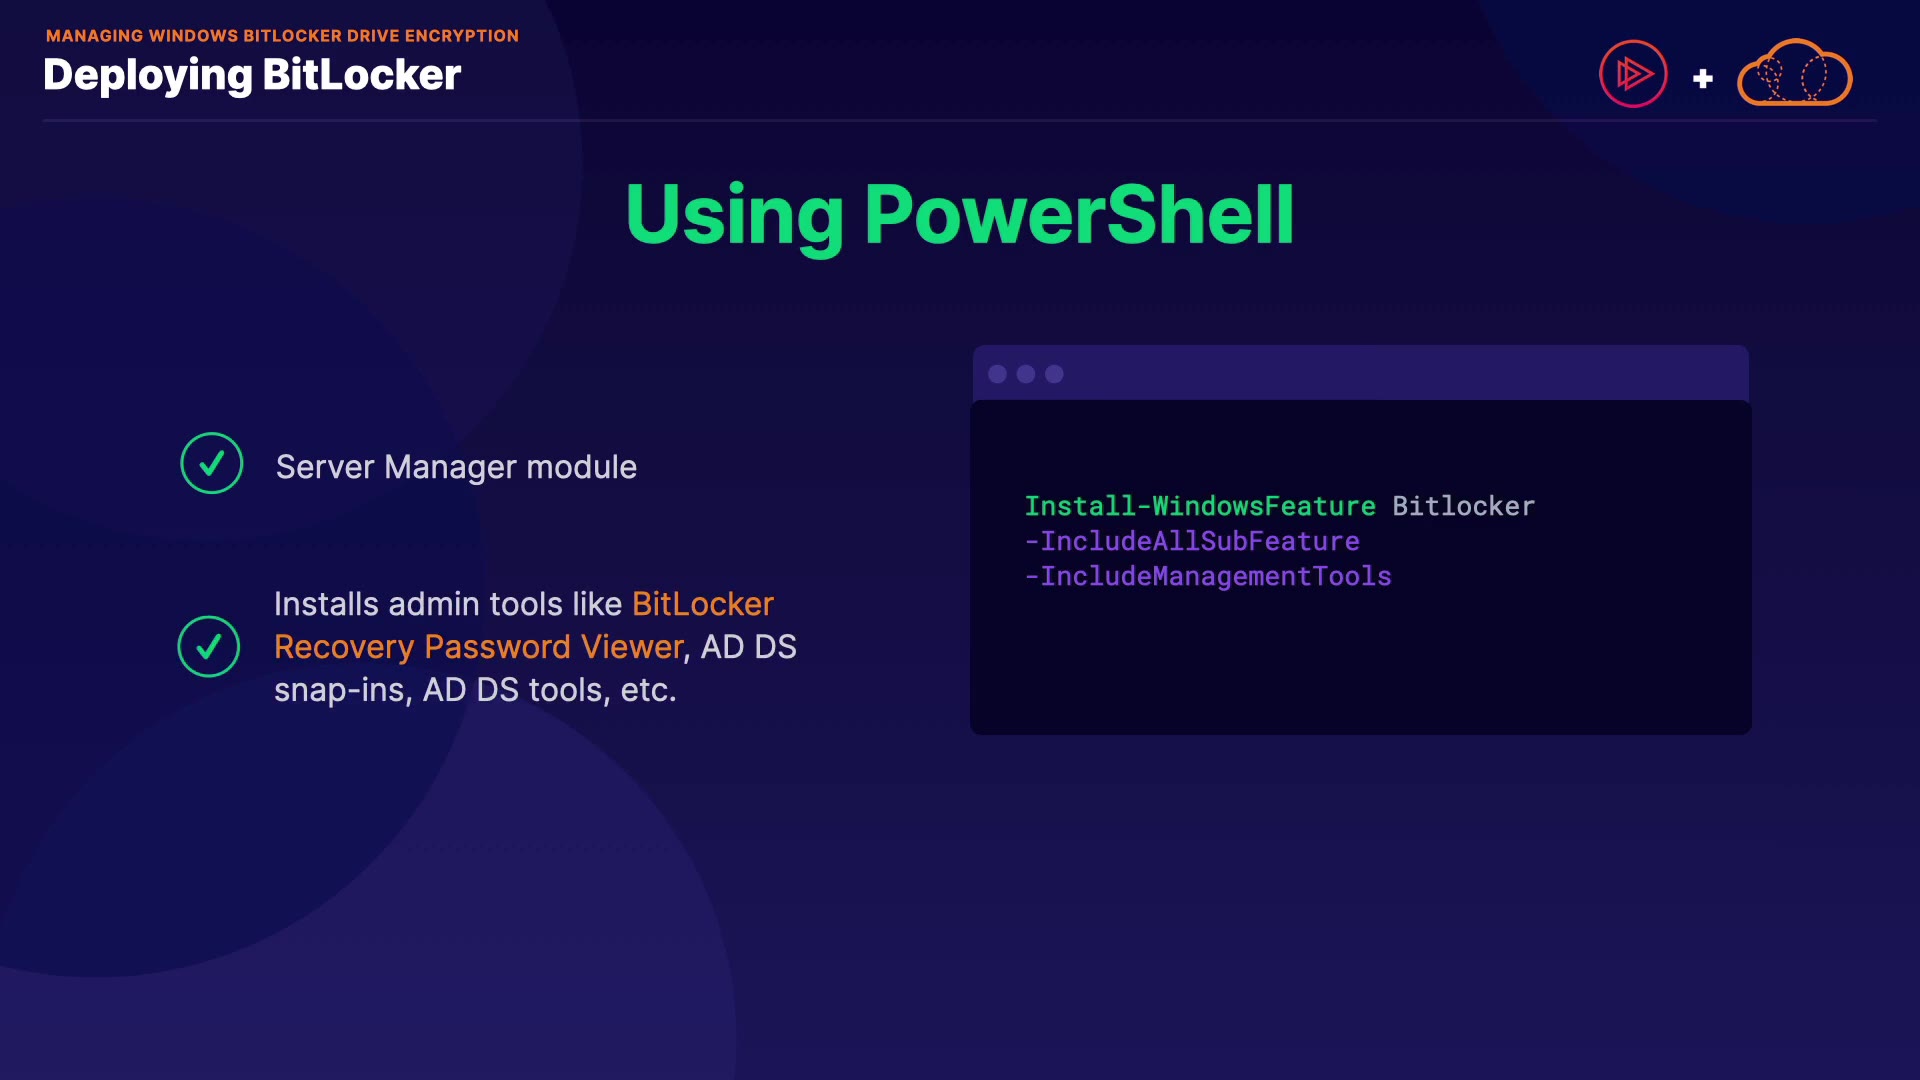 MANAGING WINDOWS BITLOCKER DRIVE ENCRYPTION
Deploying BitLocker
+
Using PowerShell
Server Manager module
Installs admin tools like BitLocker
Recovery Password Viewer, AD DS
snap-ins, AD DS tools, etc.
Install-WindowsFeature Bitlocker
-IncludeAllSubFeature
-IncludeManagementTools